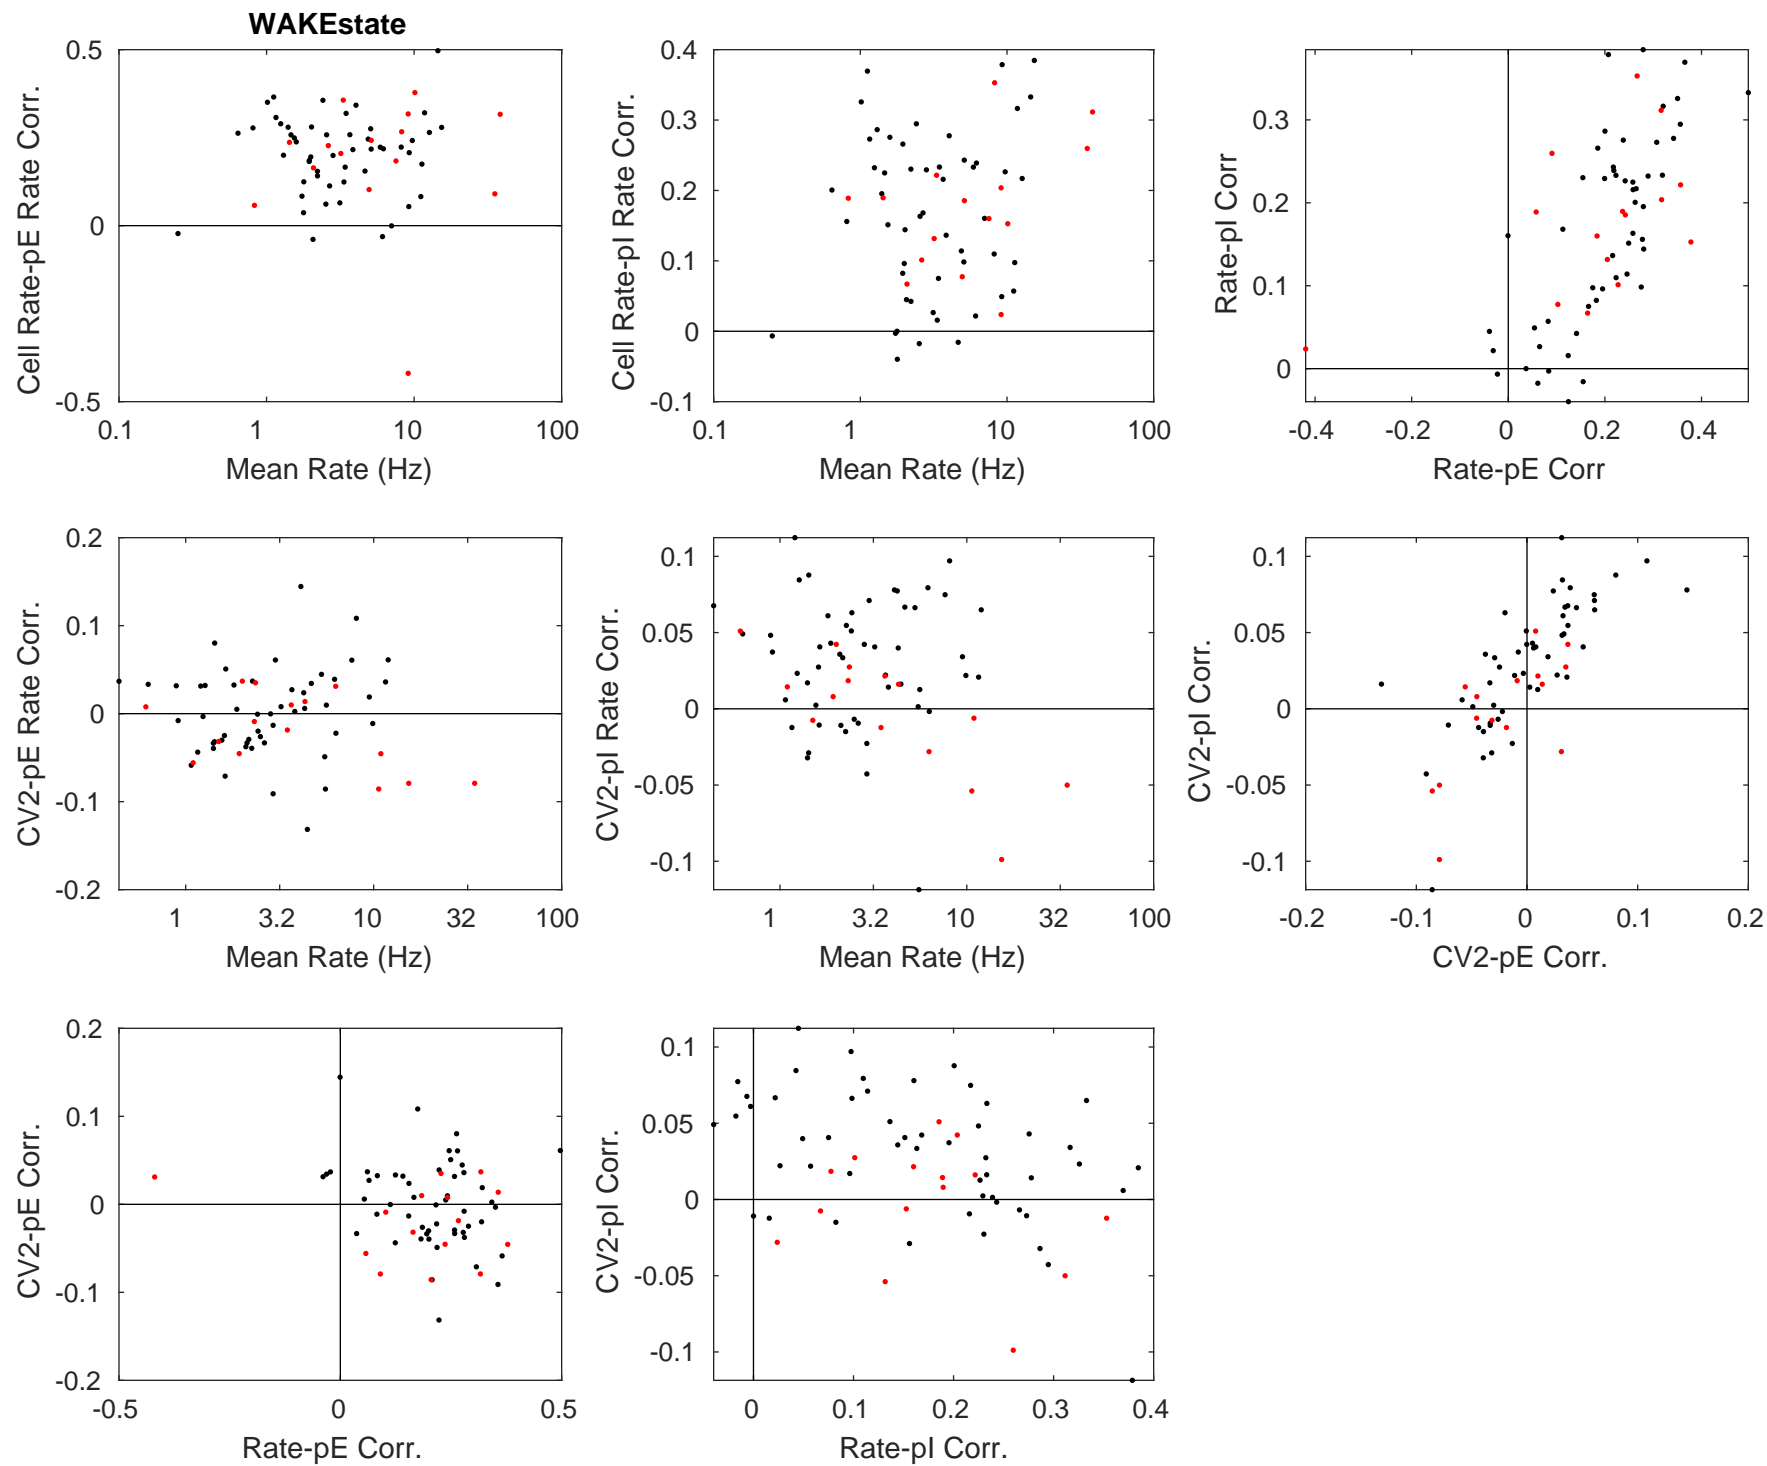 WAKEstate
0.5
0
-0.5
Cell Rate-pE Rate Corr.
0.1 1 10 100
Mean Rate (Hz)
0.4
0.3
0.2
0.1
0
-0.1
Cell Rate-pI Rate Corr.
0.1 1 10 100
Mean Rate (Hz)
0.3
0.2
0.1
0
Rate-pI Corr
-0.4 -0.2 0 0.2 0.4
Rate-pE Corr
0.2
0.1
0
-0.1
-0.2
CV2-pE Rate Corr.
1 3.2 10 32 100
Mean Rate (Hz)
0.1
0.05
0
-0.05
-0.1
CV2-pI Rate Corr.
1 3.2 10 32 100
Mean Rate (Hz)
0.1
0.05
0
-0.05
-0.1
CV2-pI Corr.
-0.2 -0.1 0 0.1 0.2
CV2-pE Corr.
0.2
0.1
0
-0.1
-0.2
CV2-pE Corr.
-0.5 0 0.5
Rate-pE Corr.
0.1
0.05
0
-0.05
-0.1
CV2-pI Corr.
0 0.1 0.2 0.3 0.4
Rate-pI Corr.